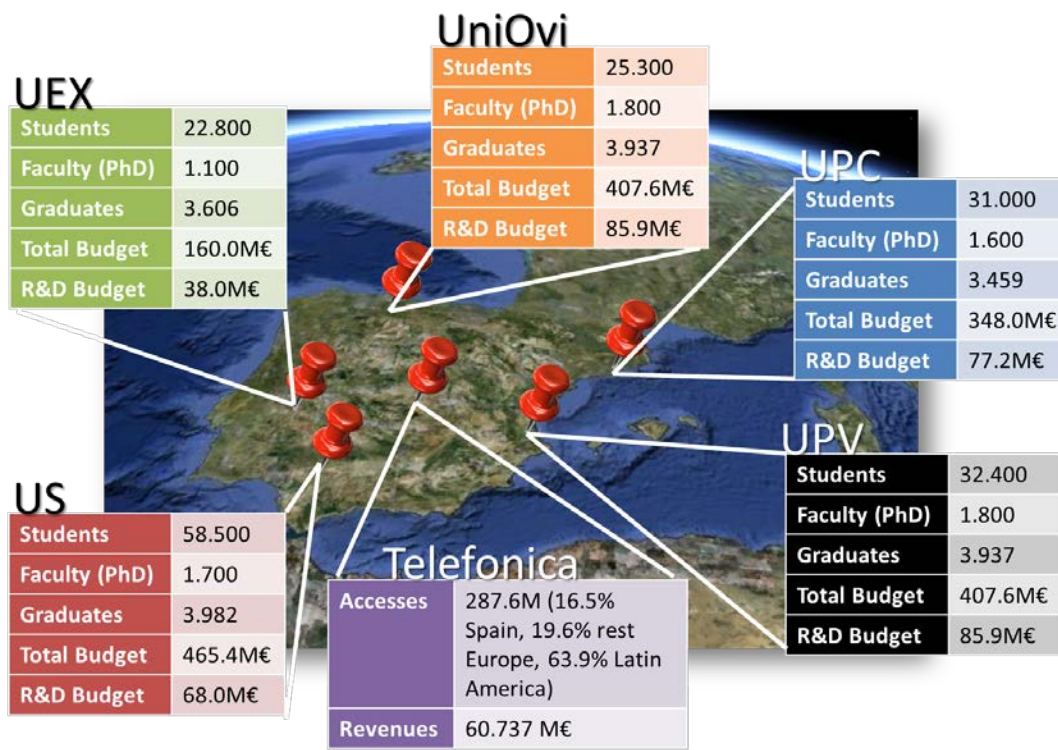 UniOvi
Students 25.300
Faculty (PhD) 1.800
Graduates 3.937
Total Budget 407.6M€
R&D Budget 85.9M€
UEX
Students 22.800
Faculty (PhD) 1.100
Graduates 3.606
Total Budget 160.0M€
R&D Budget 38.0M€
UPC
Students 31.000
Faculty (PhD) 1.600
Graduates 3.459
Total Budget 348.0M€
R&D Budget 77.2M€
UPV
Students 32.400
Faculty (PhD) 1.800
Graduates 3.937
Total Budget 407.6M€
R&D Budget 85.9M€
US
Students 58.500
Faculty (PhD) 1.700
Graduates 3.982
Total Budget 465.4M€
R&D Budget 68.0M€
Telefonica
Accesses 287.6M (16.5%
Spain, 19.6% rest
Europe, 63.9% Latin
America)
Revenues 60.737 M€